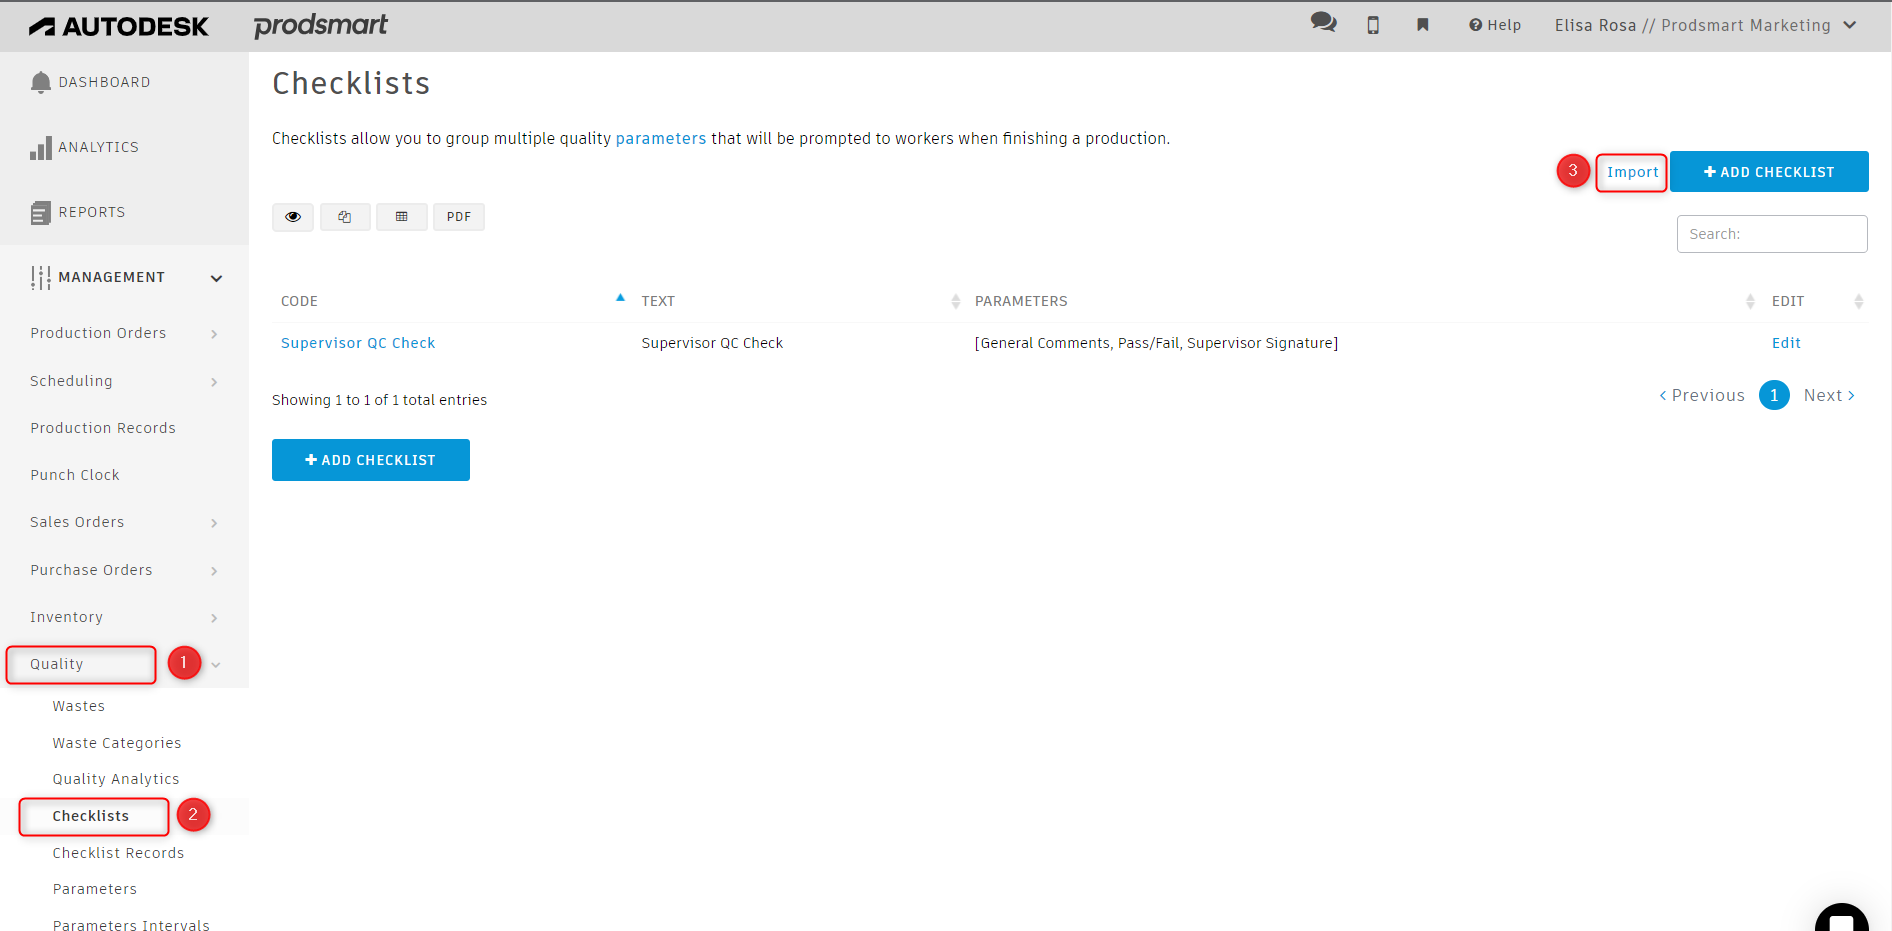 AUTODESK prodsmart
Help Elisa Rosa // Prodsmart Marketing
DASHBOARD
ANALYTICS
REPORTS
MANAGEMENT
Production Orders
Scheduling
Production Records
Punch Clock
Sales Orders
Purchase Orders
Inventory
Quality 1
Wastes
Waste Categories
Quality Analytics
Checklists 2
Checklist Records
Parameters
Parameters Intervals
Checklists
Checklists allow you to group multiple quality parameters that will be prompted to workers when finishing a production.
3 Import + ADD CHECKLIST
PDF
Search:
CODE TEXT PARAMETERS EDIT
Supervisor QC Check Supervisor QC Check [General Comments, Pass/Fail, Supervisor Signature] Edit
Showing 1 to 1 of 1 total entries
< Previous 1 Next >
+ ADD CHECKLIST